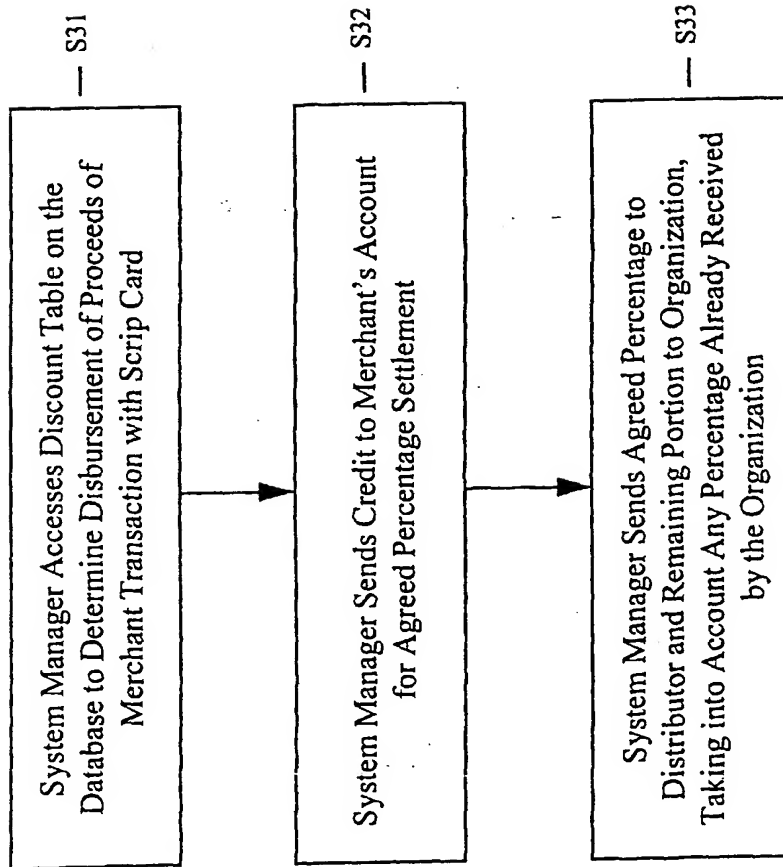 System Manager Accesses Discount Table on the
Database to Determine Disbursement of Proceeds of
Merchant Transaction with Scrip Card
S31
System Manager Sends Credit to Merchant's Account
for Agreed Percentage Settlement
S32
System Manager Sends Agreed Percentage to
Distributor and Remaining Portion to Organization,
Taking into Account Any Percentage Already Received
by the Organization
S33